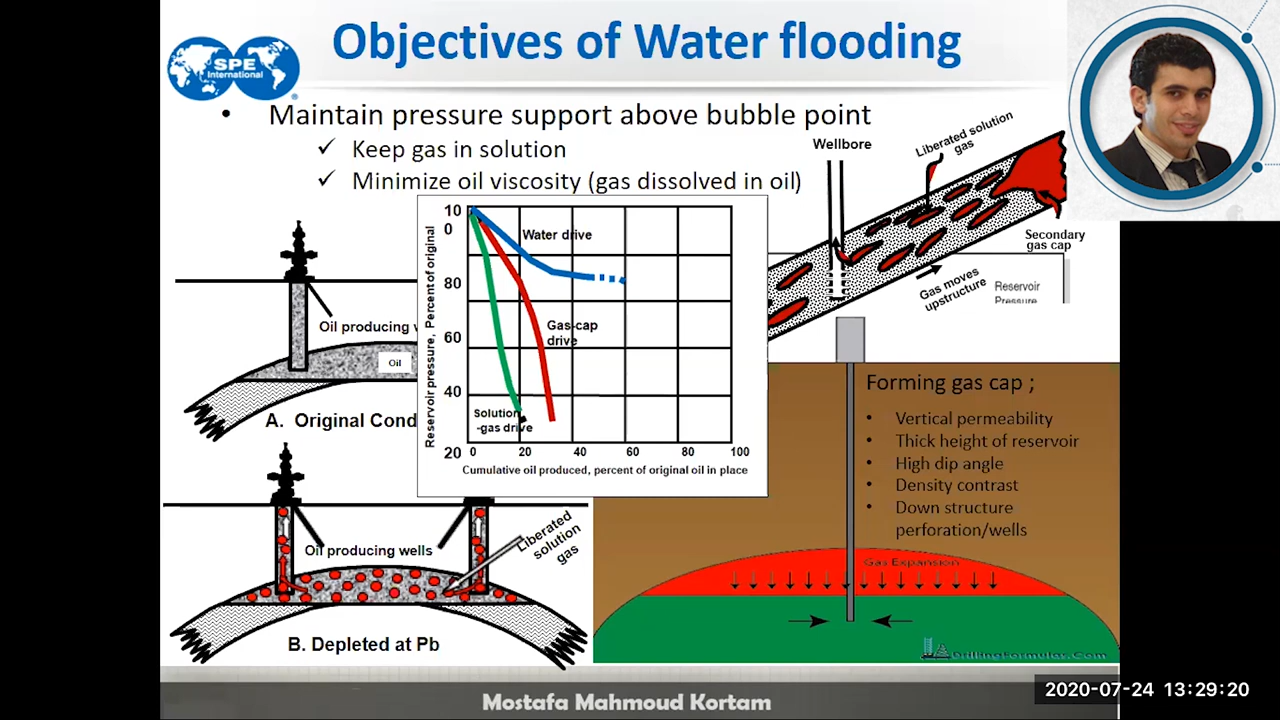 Objectives of Water flooding
SPE
International
• Maintain pressure support above bubble point
✓ Keep gas in solution
✓ Minimize oil viscosity (gas dissolved in oil)
Wellbore
Liberated solution
gas
Secondary
gas cap
Gas moves
upstructure
Reservoir
Pressure
Oil producing
Oil
A. Original Cond
Reservoir pressure, Percent of original
10
0
80
60
40
20
Water drive
Gas-cap
drive
Solution
-gas drive
0 20 40 60 80 100
Cumulative oil produced, percent of original oil in place
Oil producing wells
Liberated
solution
gas
B. Depleted at Pb
Forming gas cap ;
• Vertical permeability
• Thick height of reservoir
• High dip angle
• Density contrast
• Down structure
perforation/wells
Gas Expansion
DrillingFormulas.Com
Mostafa Mahmoud Kortam
2020-07-24 13:29:20